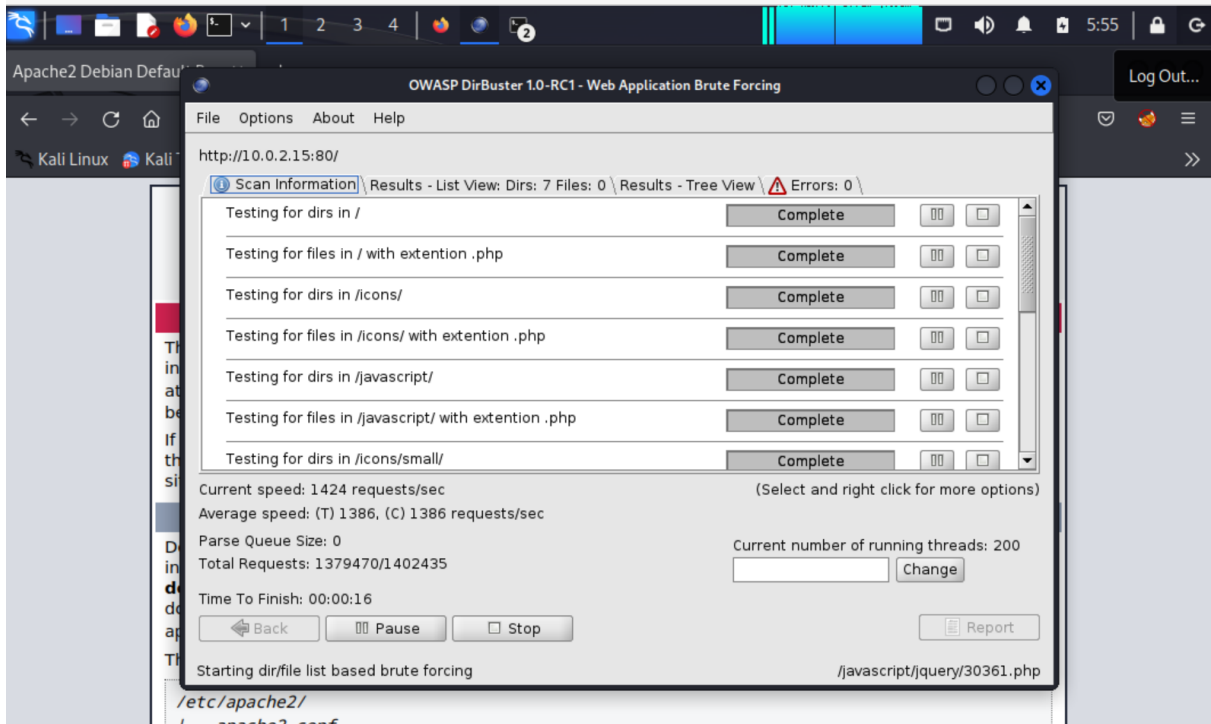 1 2 3 4 2 5:55
Apache2 Debian Defau
Log Out...
OWASP DirBuster 1.0-RC1 - Web Application Brute Forcing
File Options About Help
Kali Linux Kali
http://10.0.2.15:80/
Scan Information Results - List View: Dirs: 7 Files: 0 Results - Tree View Errors: 0
Testing for dirs in / Complete
Testing for files in / with extention .php Complete
Testing for dirs in /icons/ Complete
Testing for files in /icons/ with extention .php Complete
Testing for dirs in /javascript/ Complete
Testing for files in /javascript/ with extention .php Complete
Testing for dirs in /icons/small/ Complete
Current speed: 1424 requests/sec (Select and right click for more options)
Average speed: (T) 1386, (C) 1386 requests/sec
Parse Queue Size: 0
Current number of running threads: 200
Total Requests: 1379470/1402435
Change
Time To Finish: 00:00:16
Back Pause Stop Report
Starting dir/file list based brute forcing /javascript/jquery/30361.php
/etc/apache2/